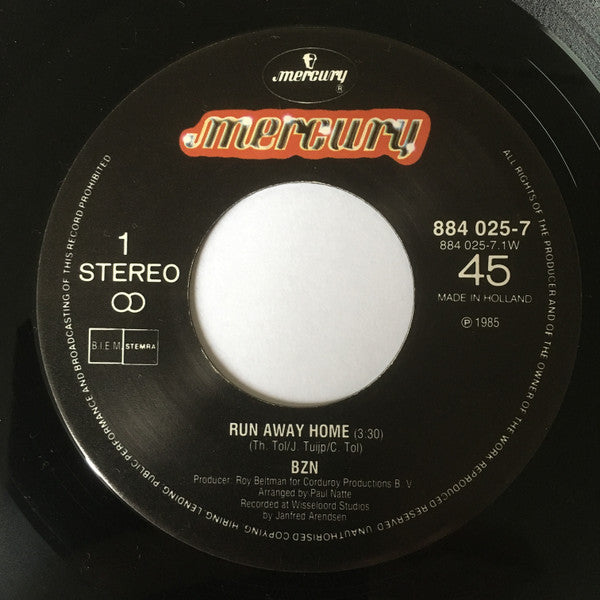 mercury
®
mercury
1
STEREO
B.I.E.M. STEMRA
884 025-7
884 025-7.1W
45
MADE IN HOLLAND
℗ 1985
RUN AWAY HOME (3:30)
(Th. Tol/J. Tuijp/C. Tol)
BZN
Producer: Roy Beltman for Corduroy Productions B. V
Arranged by Paul Natte
Recorded at Wisseloord Studios
by Janfred Arendsen
ALL RIGHTS OF THE PRODUCER AND OF THE OWNER OF THE WORK REPRODUCED RESERVED UNAUTHORISED COPYING HIRING LENDING PUBLIC PERFORMANCE AND BROADCASTING OF THIS RECORD PROHIBITED